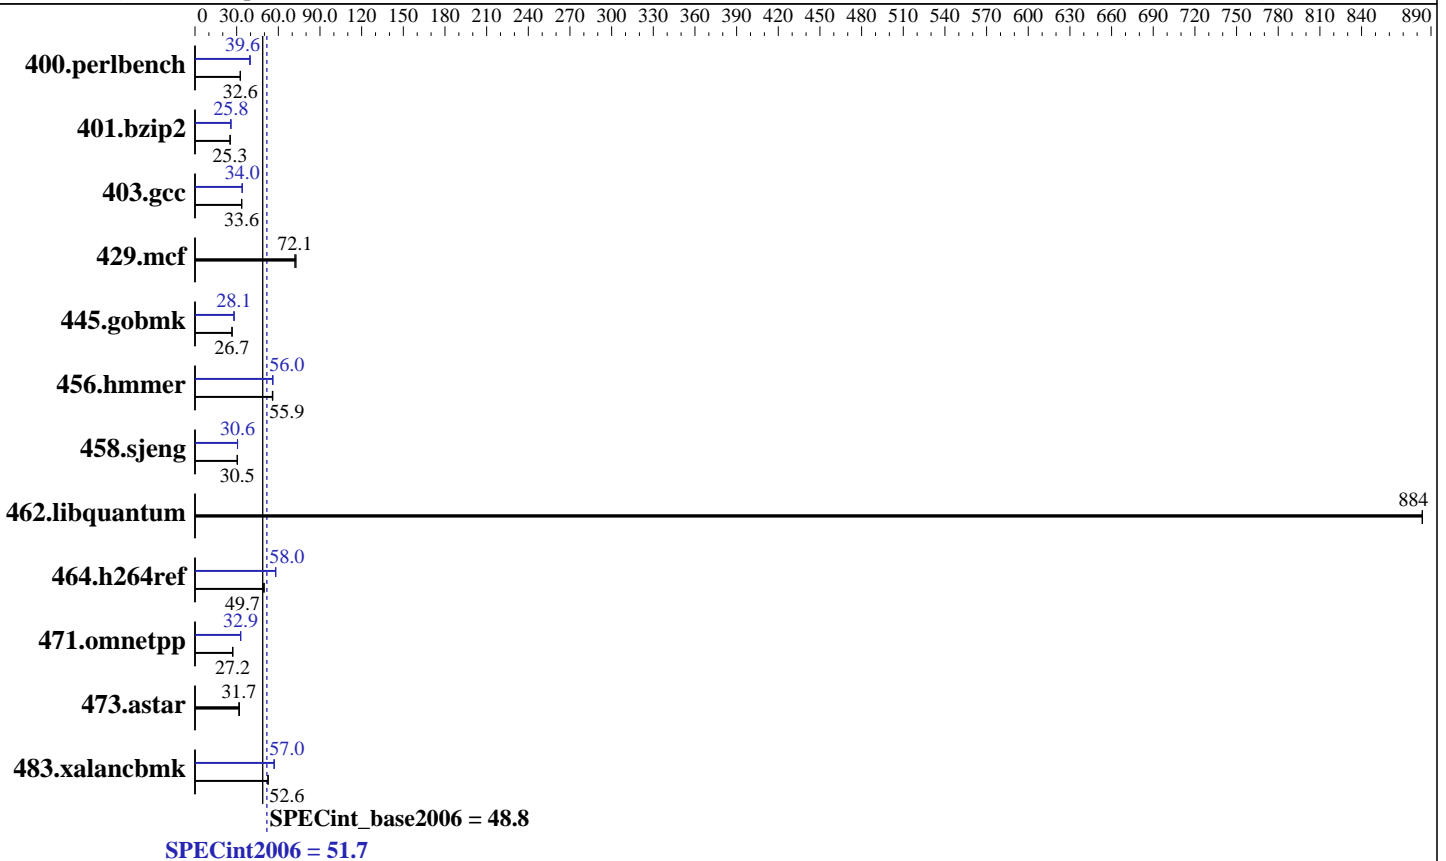 0 30.0 60.0 90.0 120 150 180 210 240 270 300 330 360 390 420 450 480 510 540 570 600 630 660 690 720 750 780 810 840 890
39.6
400.perlbench
32.6
25.8
401.bzip2
25.3
34.0
403.gcc
33.6
72.1
429.mcf
28.1
445.gobmk
26.7
56.0
456.hmmer
55.9
30.6
458.sjeng
30.5
884
462.libquantum
58.0
464.h264ref
49.7
32.9
471.omnetpp
27.2
31.7
473.astar
57.0
483.xalancbmk
52.6
SPECint_base2006 = 48.8
SPECint2006 = 51.7